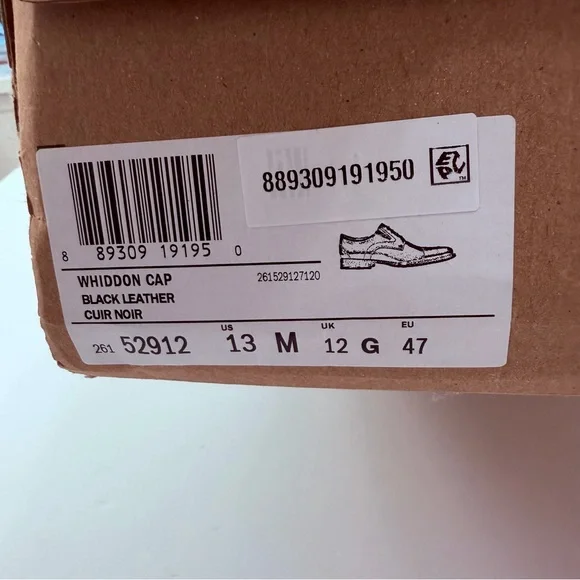 889309191950
8 89309 19195 0
WHIDDON CAP 261529127120
BLACK LEATHER
CUIR NOIR
US UK EU
261 52912 13 M 12 G 47